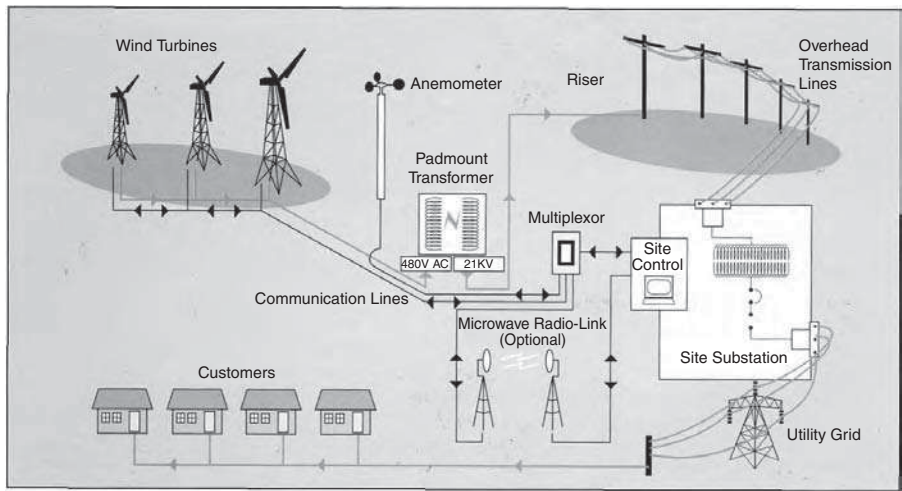 Wind Turbines
Anemometer
Riser
Overhead
Transmission
Lines
Padmount
Transformer
480V AC
21KV
Multiplexor
Site
Control
Communication Lines
Microwave Radio-Link
(Optional)
Site Substation
Customers
Utility Grid